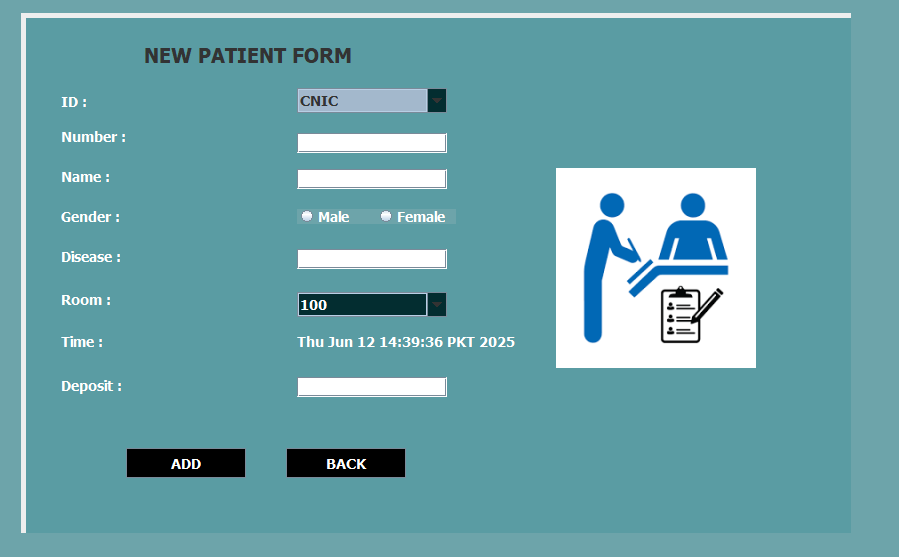 NEW PATIENT FORM
ID : CNIC
Number :
Name :
Gender : Male Female
Disease :
Room : 100
Time : Thu Jun 12 14:39:36 PKT 2025
Deposit :
ADD BACK